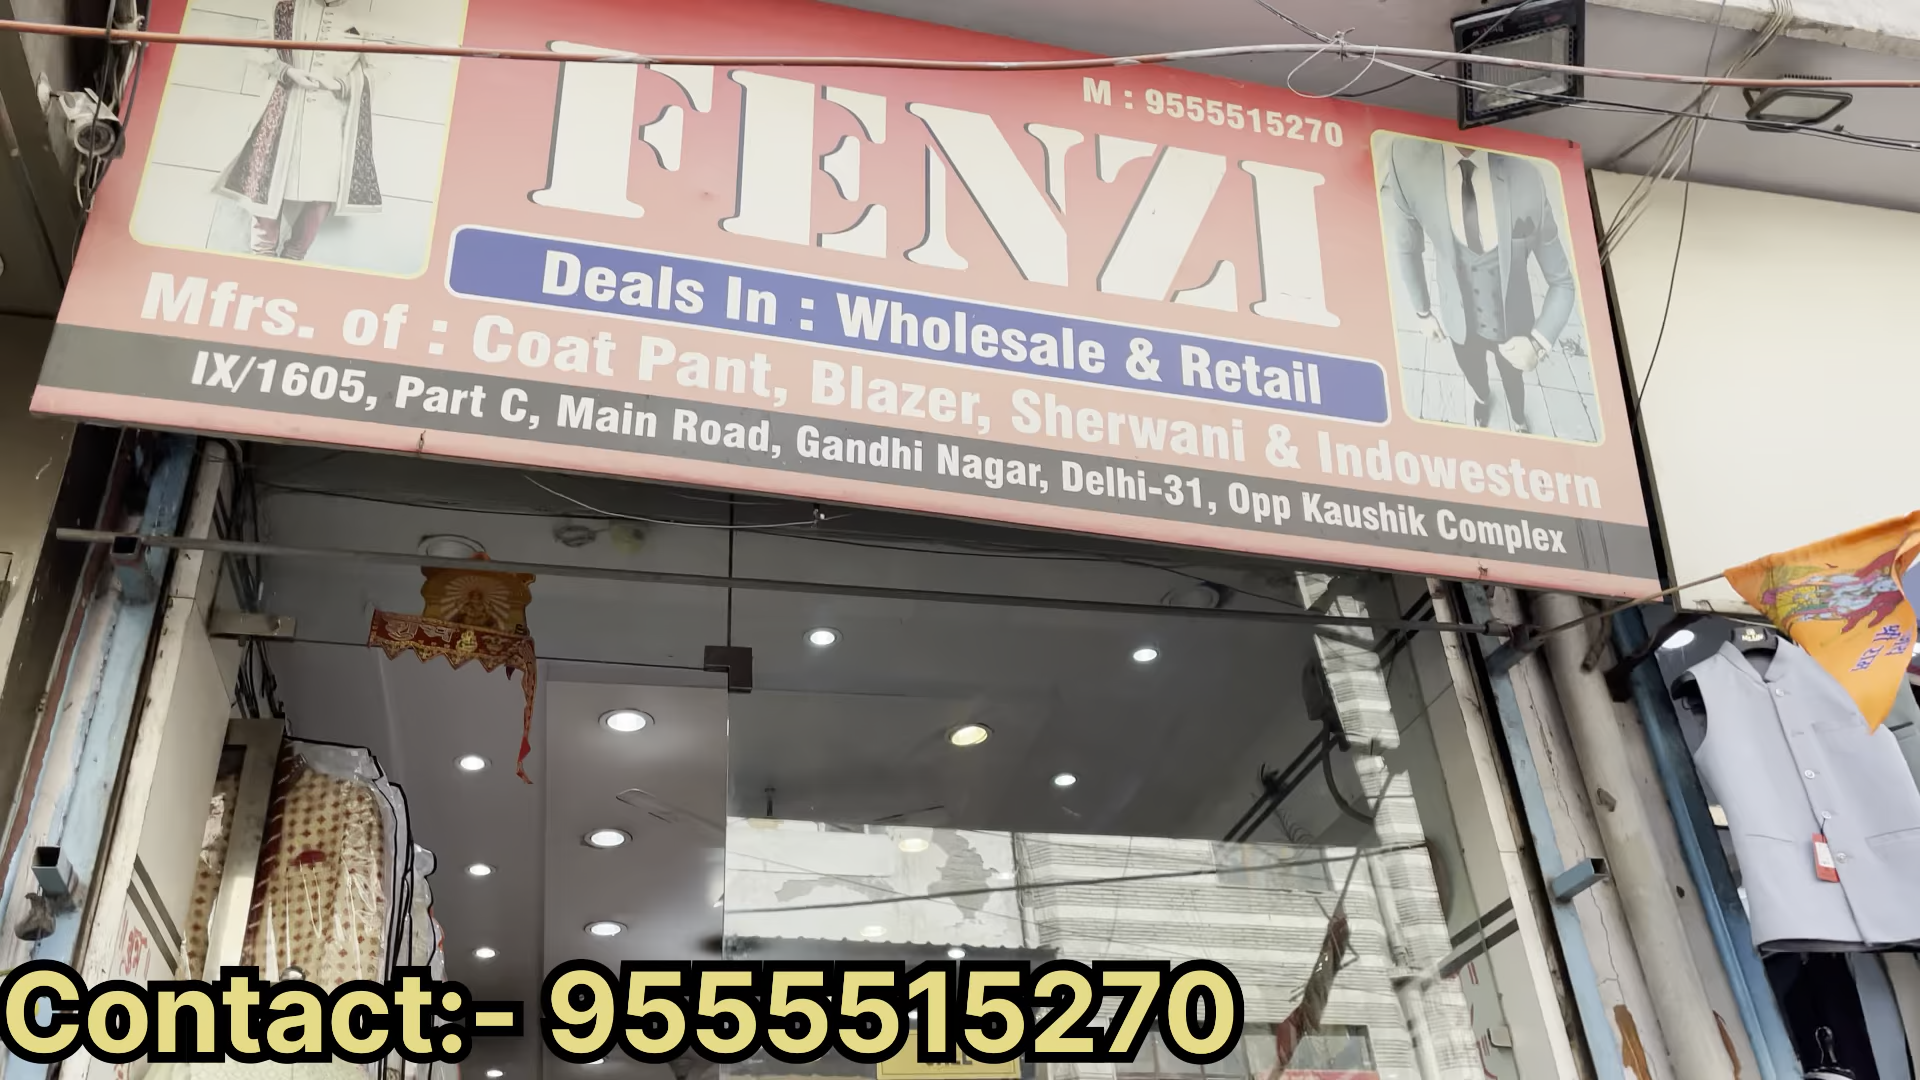 M : 9555515270
FENZI
Deals In : Wholesale & Retail
Mfrs. of : Coat Pant, Blazer, Sherwani & Indowestern
IX/1605, Part C, Main Road, Gandhi Nagar, Delhi-31, Opp Kaushik Complex
Contact:- 9555515270